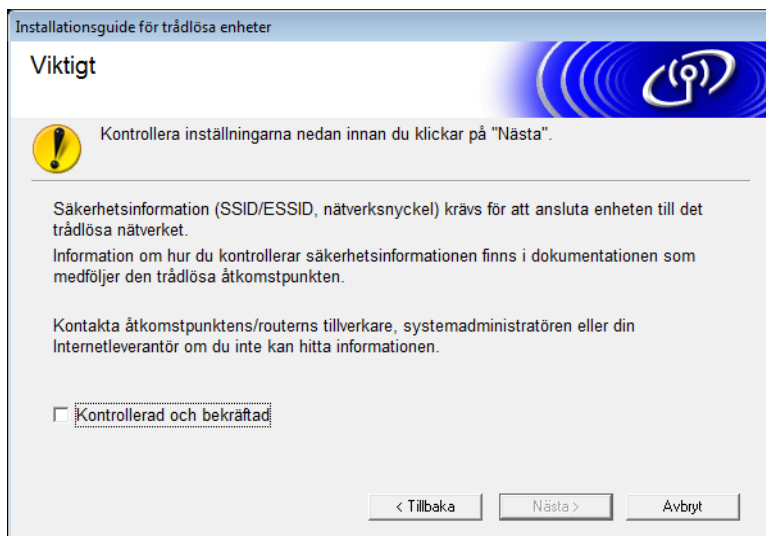 Installationsguide för trådlösa enheter
Viktigt
Kontrollera inställningarna nedan innan du klickar på "Nästa".
Säkerhetsinformation (SSID/ESSID, nätverksnyckel) krävs för att ansluta enheten till det
trådlösa nätverket.
Information om hur du kontrollerar säkerhetsinformationen finns i dokumentationen som
medföljer den trådlösa åtkomstpunkten.
Kontakta åtkomstpunktens/routerns tillverkare, systemadministratören eller din
Internetleverantör om du inte kan hitta informationen.
Kontrollerad och bekräftad
< Tillbaka
Nästa >
Avbryt